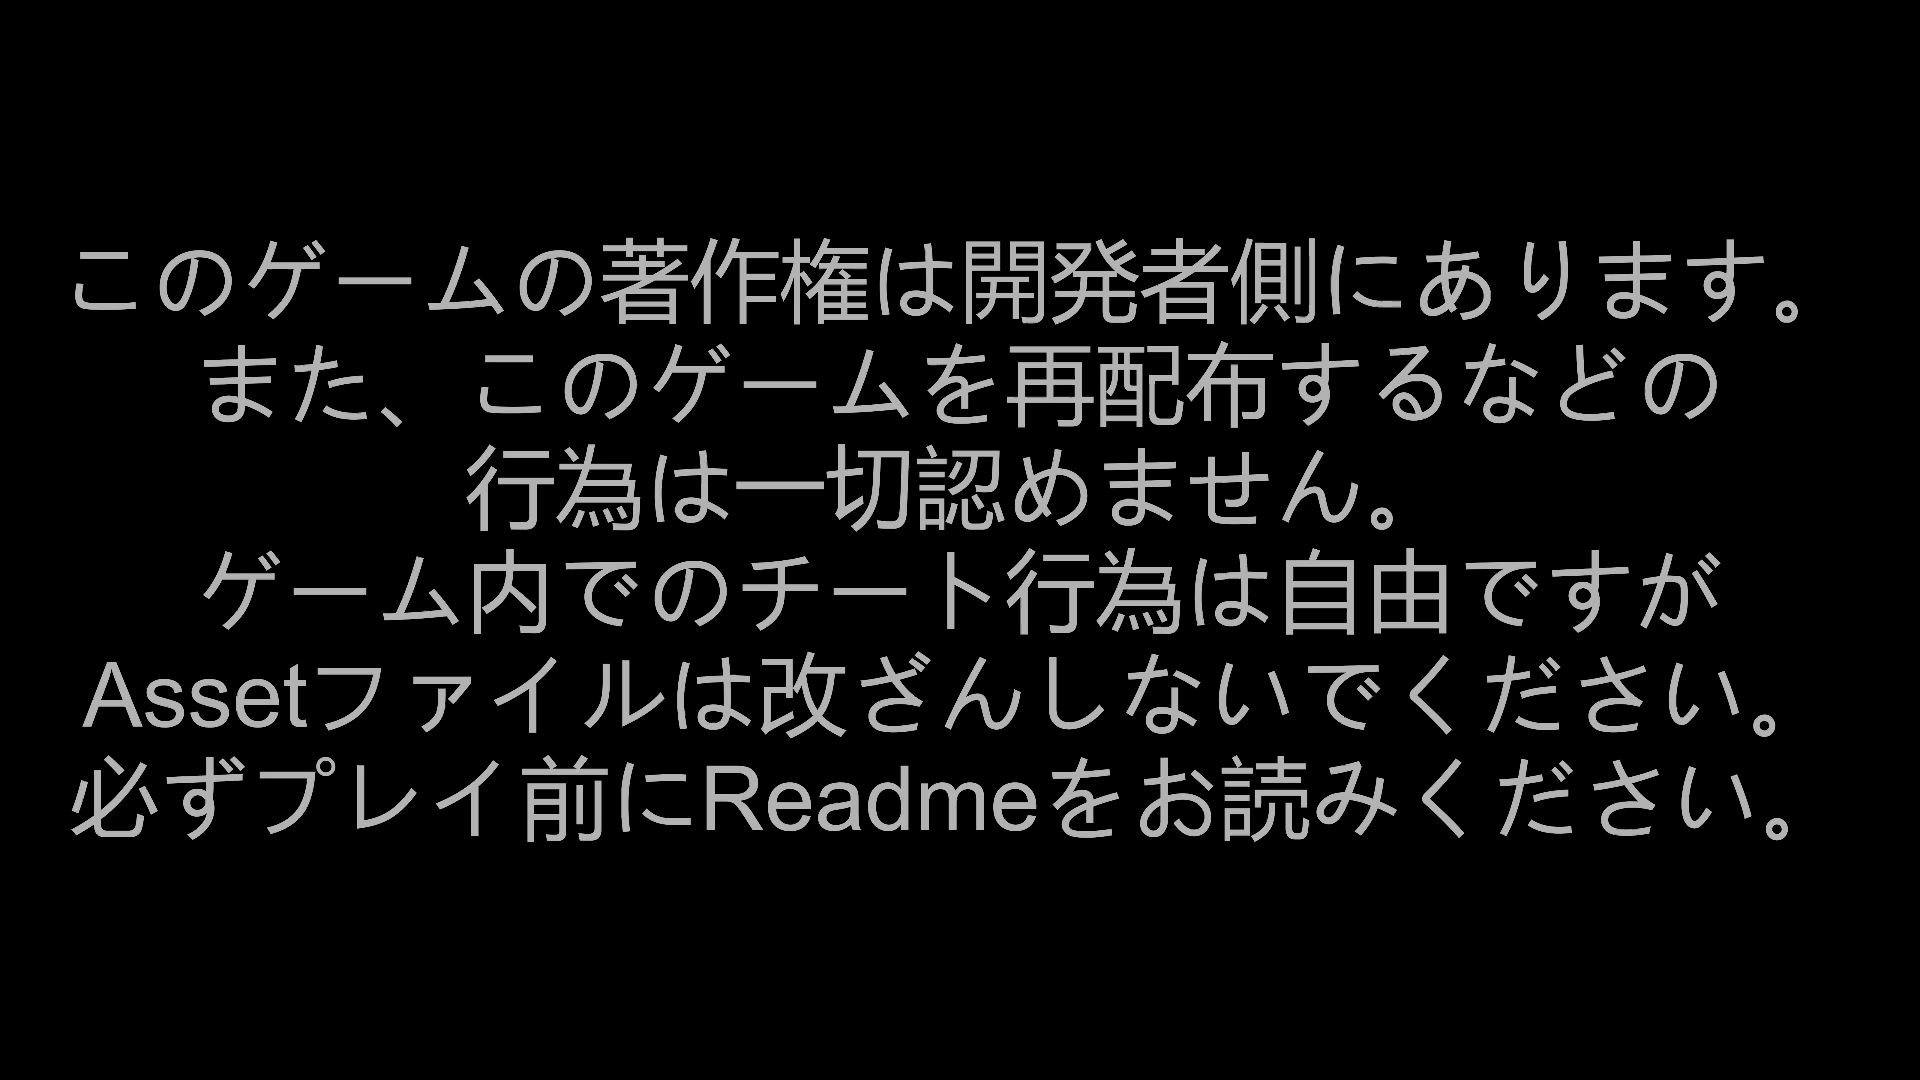 このゲームの著作権は開発者側にあります。
また、このゲームを再配布するなどの
行為は一切認めません。
ゲーム内でのチート行為は自由ですが
Assetファイルは改ざんしないでください。
必ずプレイ前にReadmeをお読みください。